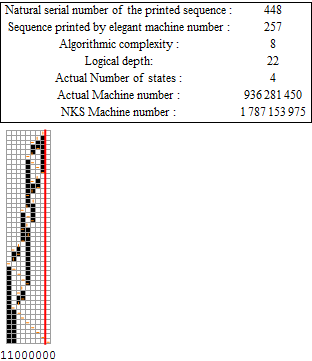 Natural serial number of the printed sequence : 448
Sequence printed by elegant machine number : 257
Algorithmic complexity : 8
Logical depth: 22
Actual Number of states : 4
Actual Machine number : 936 281 450
NKS Machine number : 1 787 153 975
11000000